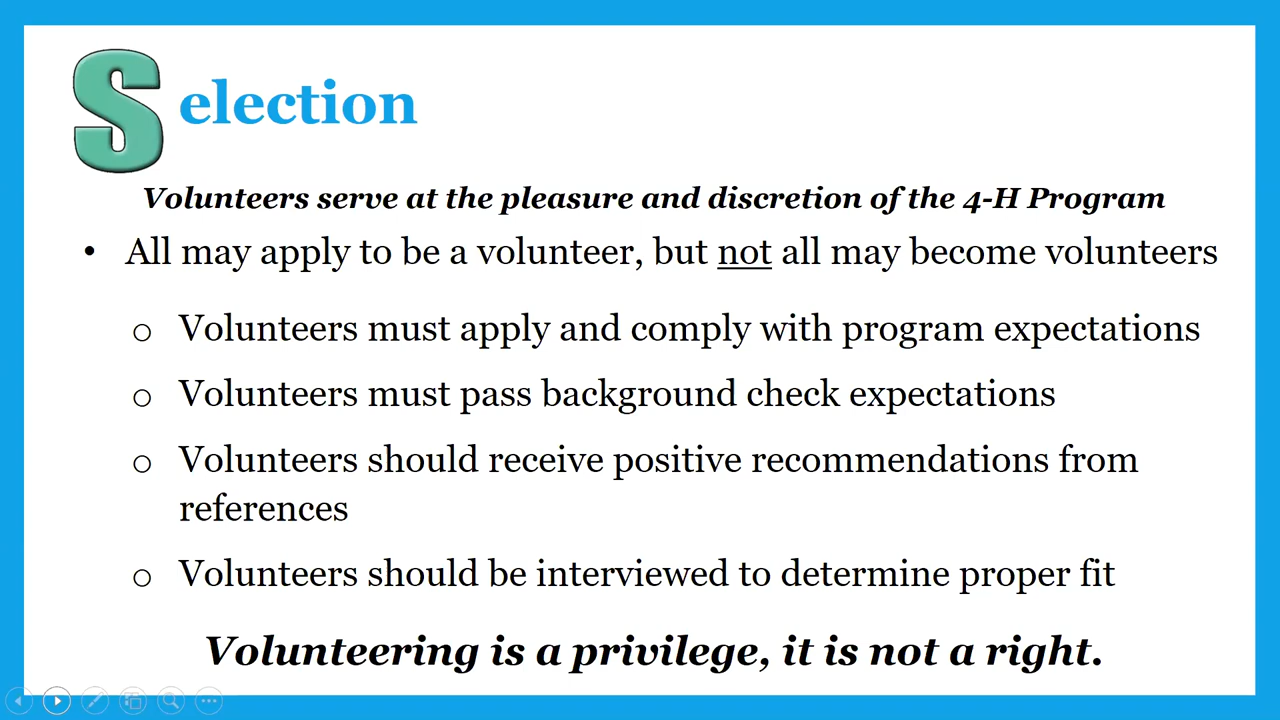 Selection
Volunteers serve at the pleasure and discretion of the 4-H Program
• All may apply to be a volunteer, but not all may become volunteers
o Volunteers must apply and comply with program expectations
o Volunteers must pass background check expectations
o Volunteers should receive positive recommendations from
references
o Volunteers should be interviewed to determine proper fit
Volunteering is a privilege, it is not a right.